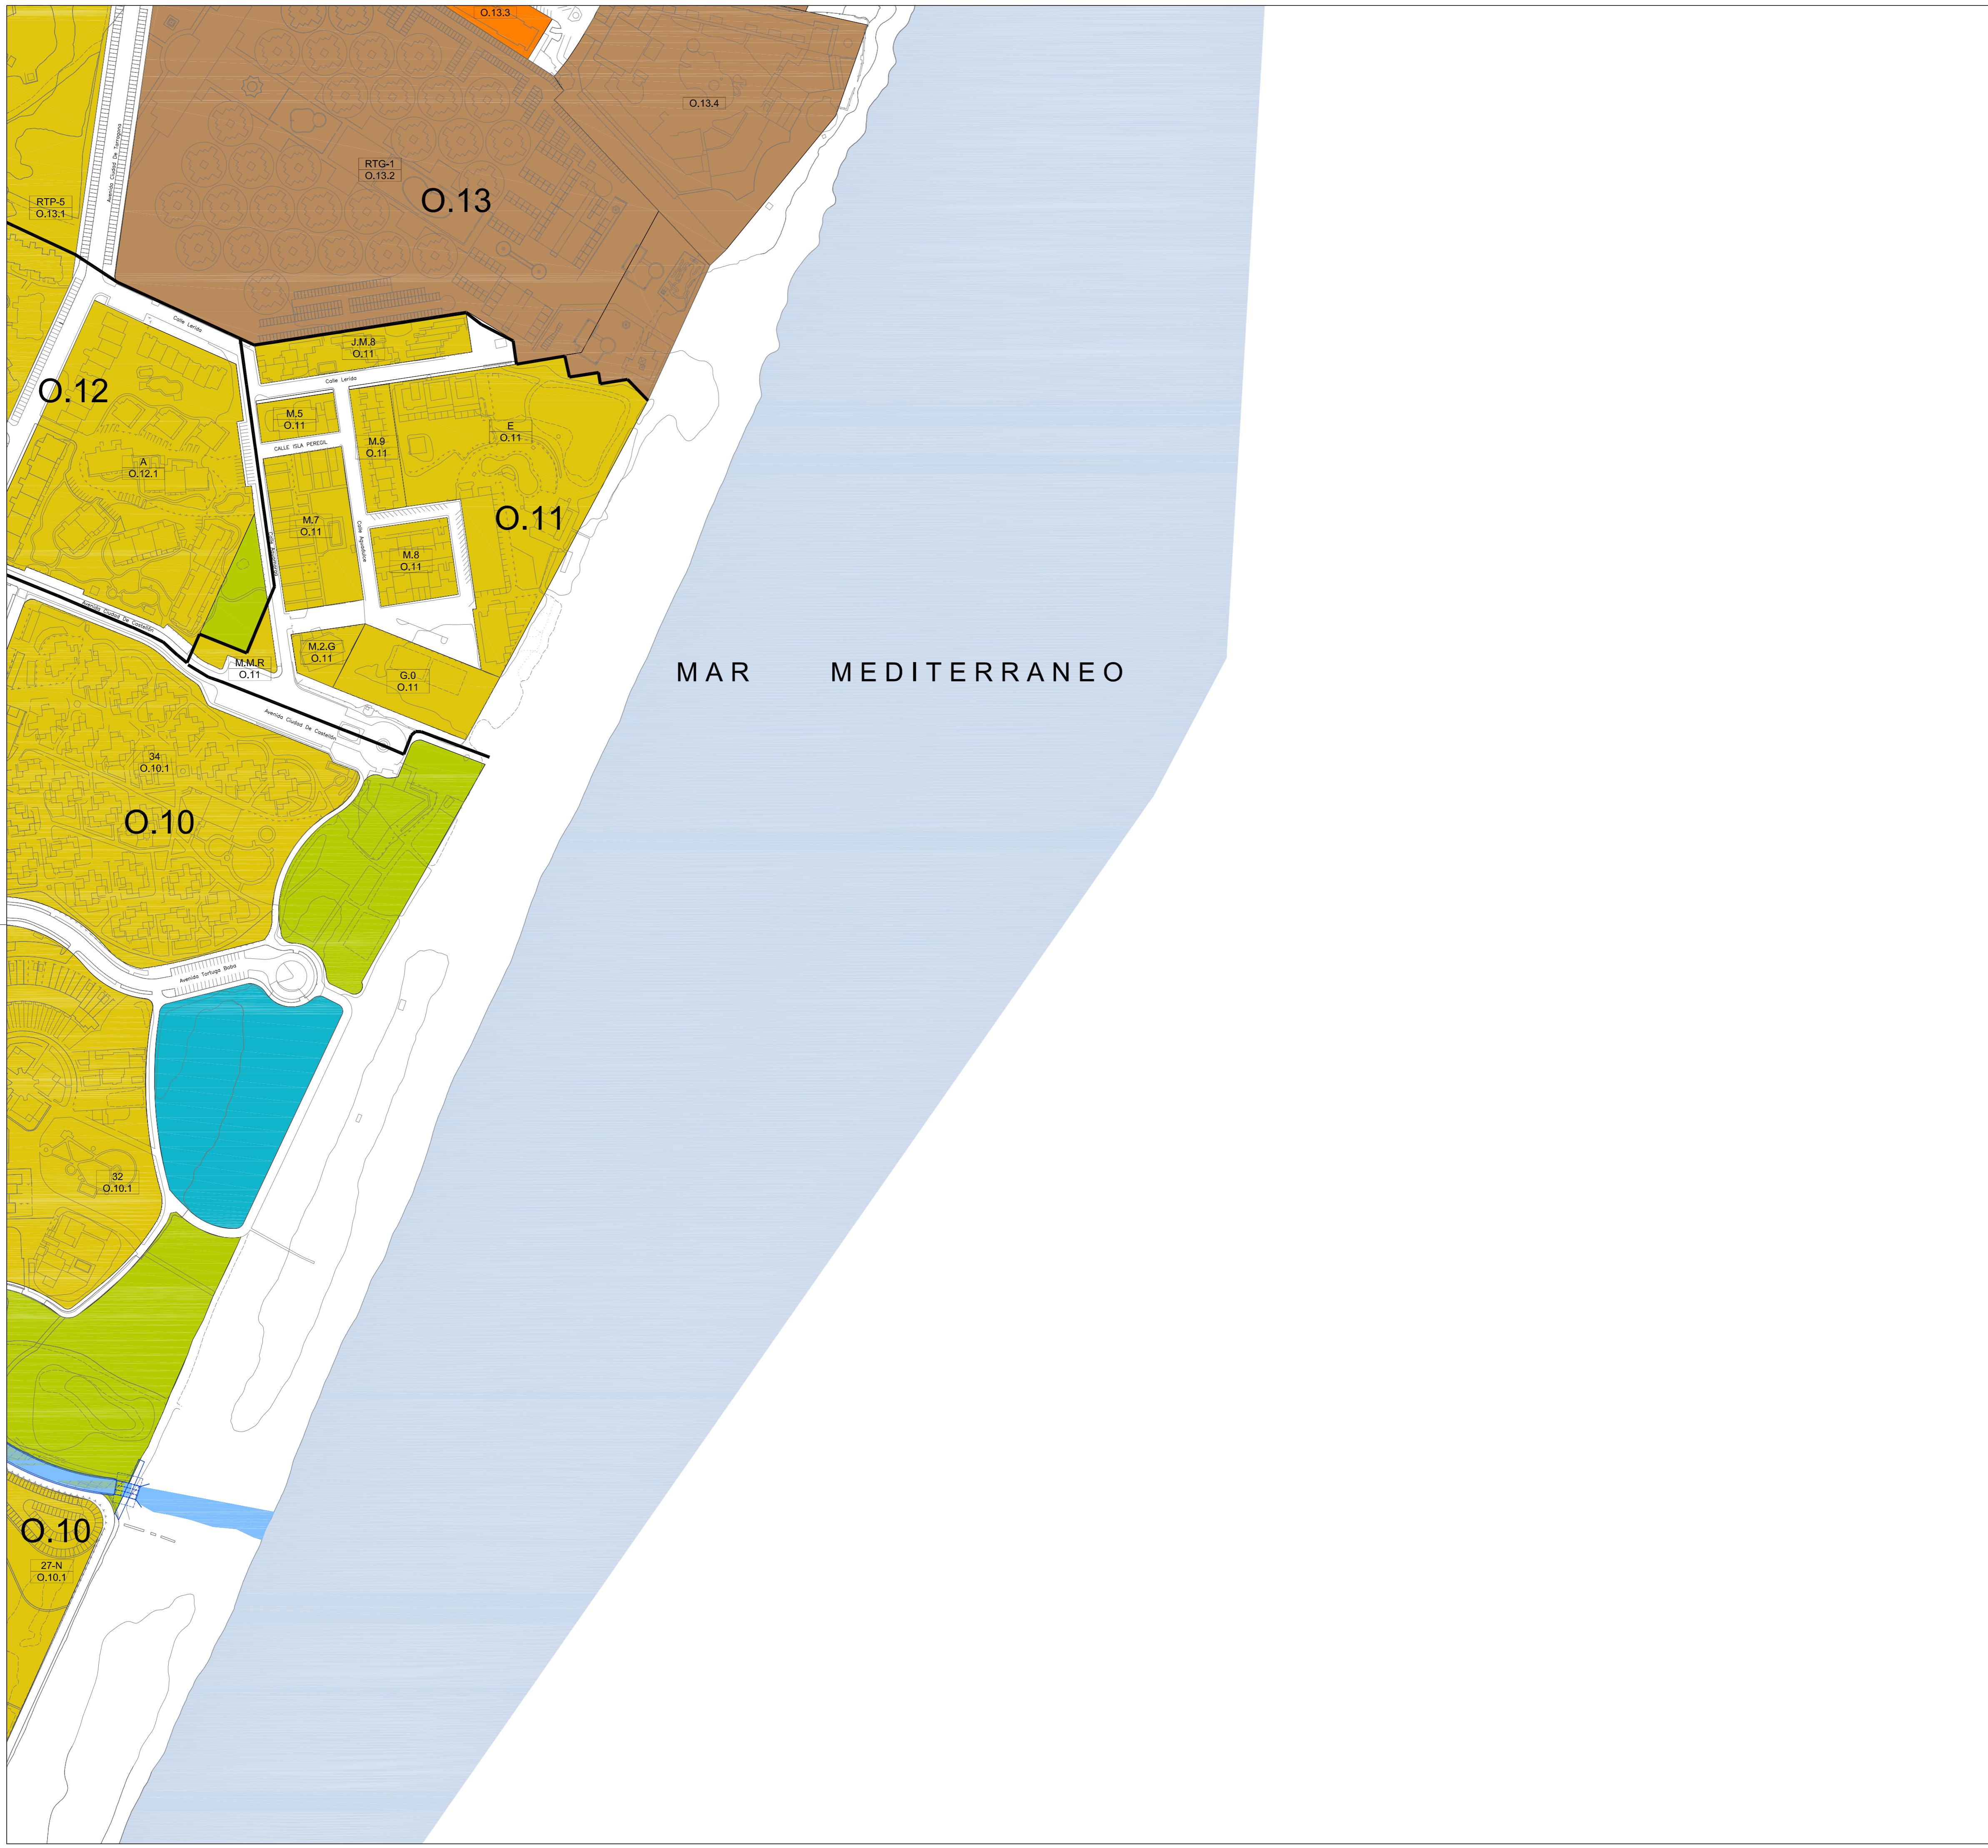 O.13.3
O.13.4
Avenida Ciudad De Tarragona
RTG-1
O.13.2
O.13
RTP-5
O.13.1
Calle Lerida
J.M.8
O.11
Calle Lerida
O.12
M.5
O.11
E
O.11
M.9
O.11
CALLE ISLA PEREGIL
A
O.12.1
O.11
M.7
O.11
Calle Aguadulce
M.8
O.11
Avenida Ciudad De Castellón
M.2.G
O.11
M.M.R
O.11
G.0
O.11
MAR MEDITERRANEO
Avenida Ciudad De Castellón
34
O.10.1
O.10
Avenida Tortuga Boba
32
O.10.1
O.10
27-N
O.10.1